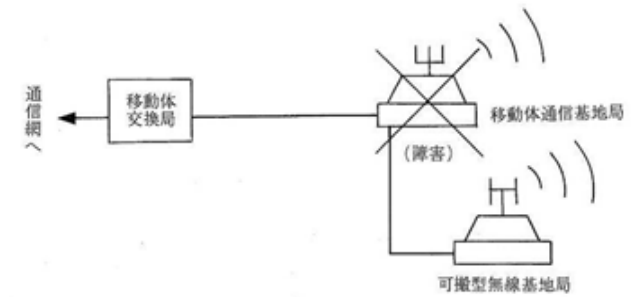 通信網へ
移動体
交換局
移動体通信基地局
(障害)
可搬型無線基地局